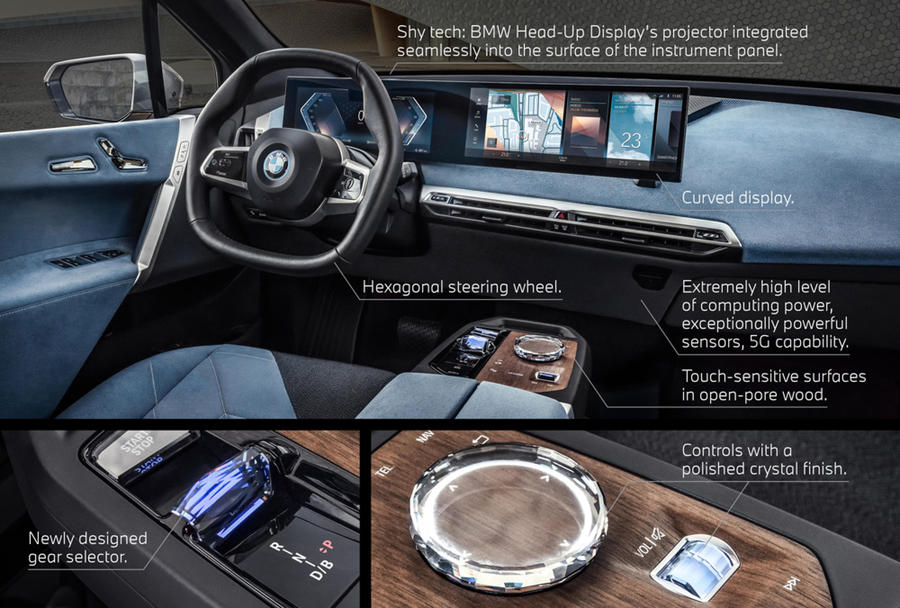 Shy tech: BMW Head-Up Display's projector integrated
seamlessly into the surface of the instrument panel.
23
Curved display.
Hexagonal steering wheel.
Extremely high level
of computing power,
exceptionally powerful
sensors, 5G capability.
Touch-sensitive surfaces
in open-pore wood.
START
STOP
R
N
D/B
P
Newly designed
gear selector.
NAV
TEL
VOL
Controls with a
polished crystal finish.